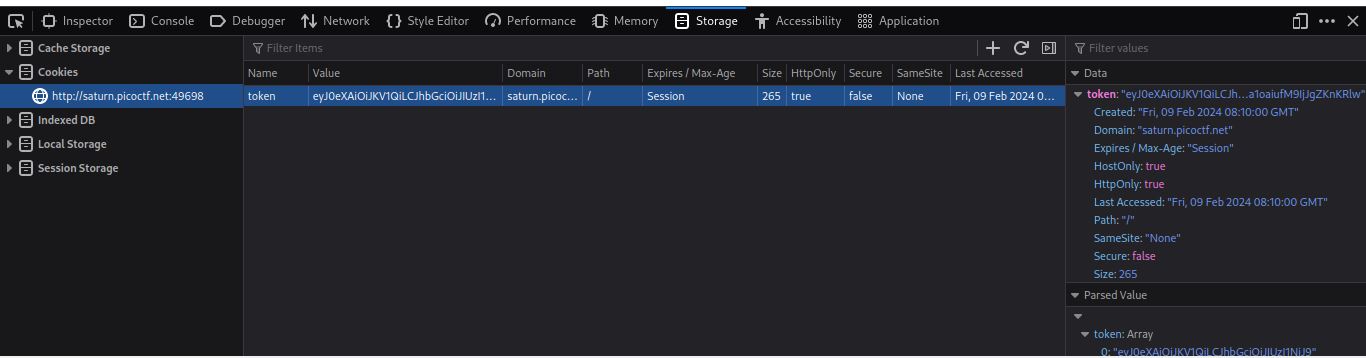 Inspector Console Debugger Network Style Editor Performance Memory Storage Accessibility Application
Cache Storage
Cookies
http://saturn.picoctf.net:49698
Indexed DB
Local Storage
Session Storage
Filter Items
Name Value Domain Path Expires / Max-Age Size HttpOnly Secure SameSite Last Accessed
token eyJ0eXAiOiJKV1QiLCJhbGciOiJIUzI1... saturn.picoc... / Session 265 true false None Fri, 09 Feb 2024 0...
Filter values
Data
token: "eyJ0eXAiOiJKV1QiLCJh...a1oaiufM9IjJgZKnKRlw"
Created: "Fri, 09 Feb 2024 08:10:00 GMT"
Domain: "saturn.picoctf.net"
Expires / Max-Age: "Session"
HostOnly: true
HttpOnly: true
Last Accessed: "Fri, 09 Feb 2024 08:10:00 GMT"
Path: "/"
SameSite: "None"
Secure: false
Size: 265
Parsed Value
token: Array
0: "eyJ0eXAiOiJKV1QiLCJhbGciOiJIUzI1NiJ9"